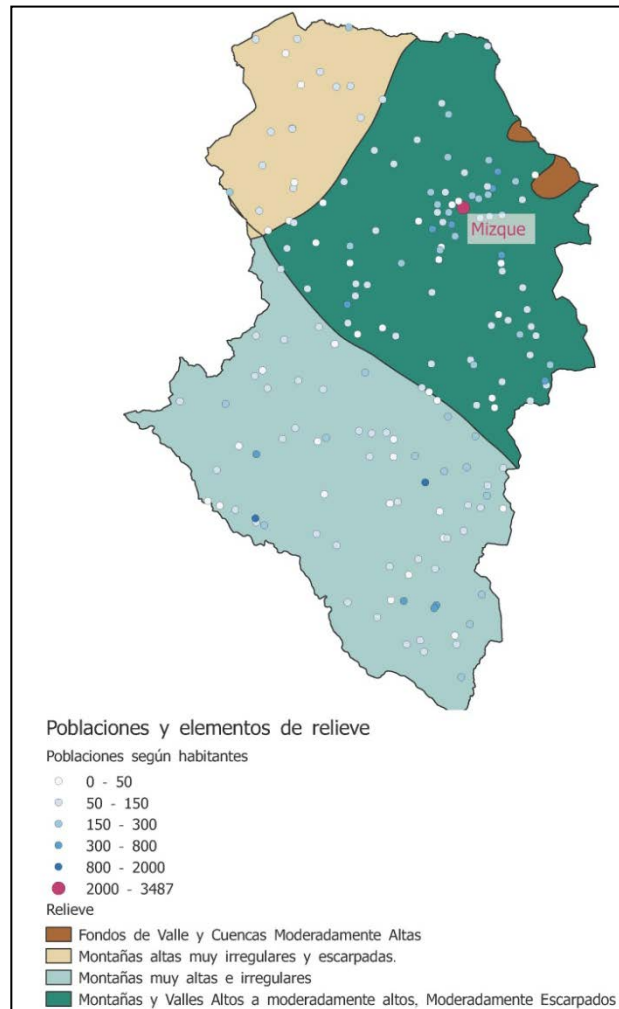 Mizque
Poblaciones y elementos de relieve
Poblaciones según habitantes
0 - 50
50 - 150
150 - 300
300 - 800
800 - 2000
2000 - 3487
Relieve
Fondos de Valle y Cuencas Moderadamente Altas
Montañas altas muy irregulares y escarpadas.
Montañas muy altas e irregulares
Montañas y Valles Altos a moderadamente altos, Moderadamente Escarpados